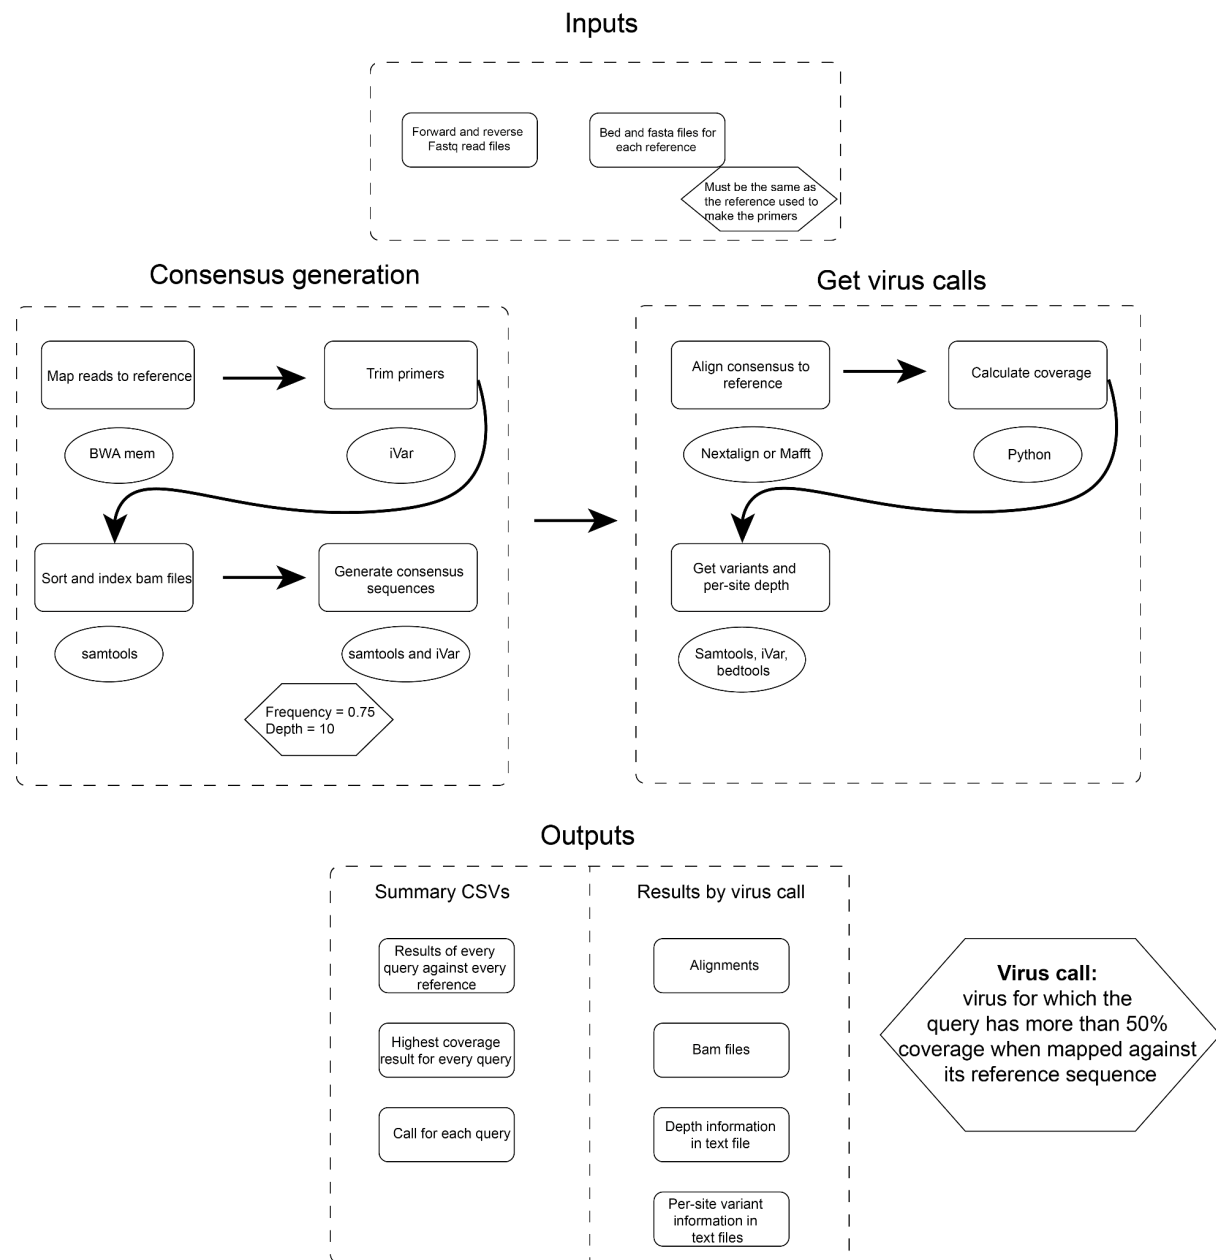 Inputs
Forward and reverse
Fastq read files
Bed and fasta files for
each reference
Must be the same as
the reference used to
make the primers
Consensus generation
Map reads to reference
Trim primers
BWA mem
iVar
Sort and index bam files
Generate consensus
sequences
samtools
samtools and iVar
Frequency = 0.75
Depth = 10
Get virus calls
Align consensus to
reference
Calculate coverage
Nextalign or Mafft
Python
Get variants and
per-site depth
Samtools, iVar,
bedtools
Outputs
Summary CSVs
Results of every
query against every
reference
Highest coverage
result for every query
Call for each query
Results by virus call
Alignments
Bam files
Depth information
in text file
Per-site variant
information in
text files
Virus call:
virus for which the
query has more than 50%
coverage when mapped against
its reference sequence